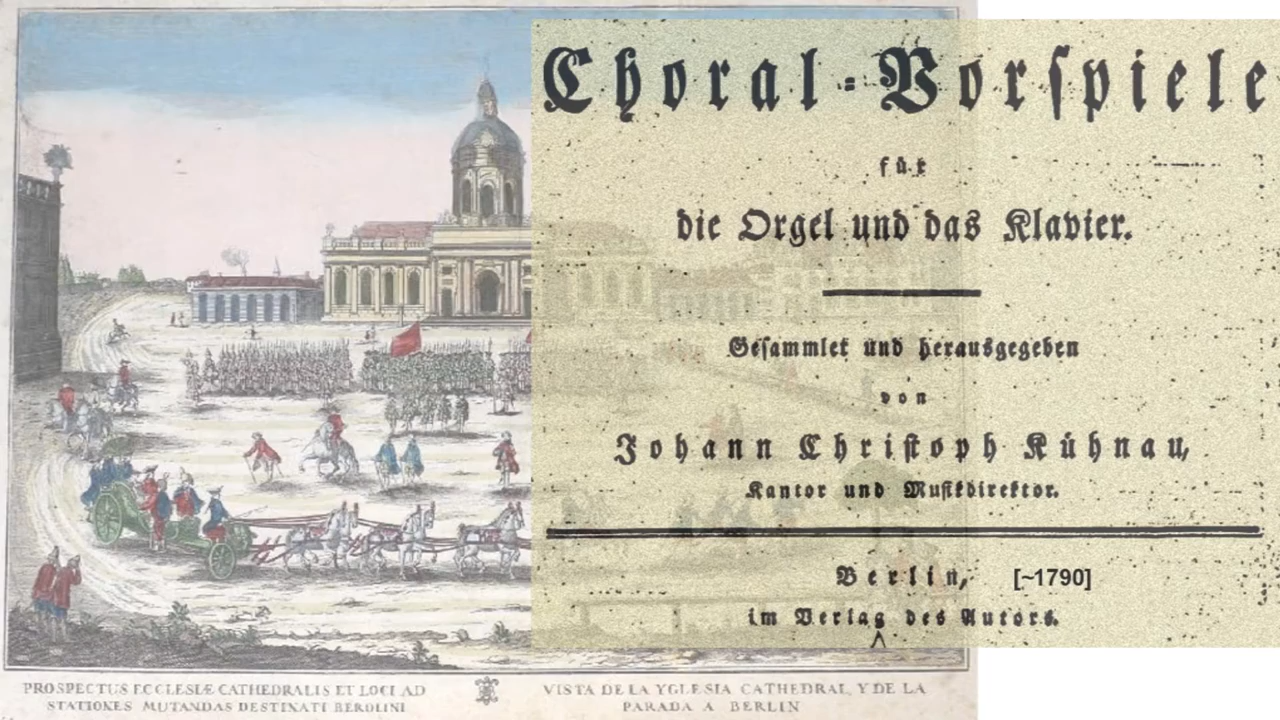 Choral-Vorspiele
für
die Orgel und das Klavier.
Gesammlet und herausgegeben
von
Johann Christoph Kühnau,
Kantor und Musikdirektor.
Berlin, [~1790]
im Verlag des Autors.
PROSPECTUS ECCLESIÆ CATHEDRALIS ET LOCI AD
STATIONES MUTANDAS DESTINATI BEROLINI
VISTA DE LA YGLESIA CATHEDRAL, Y DE LA
PARADA A BERLIN